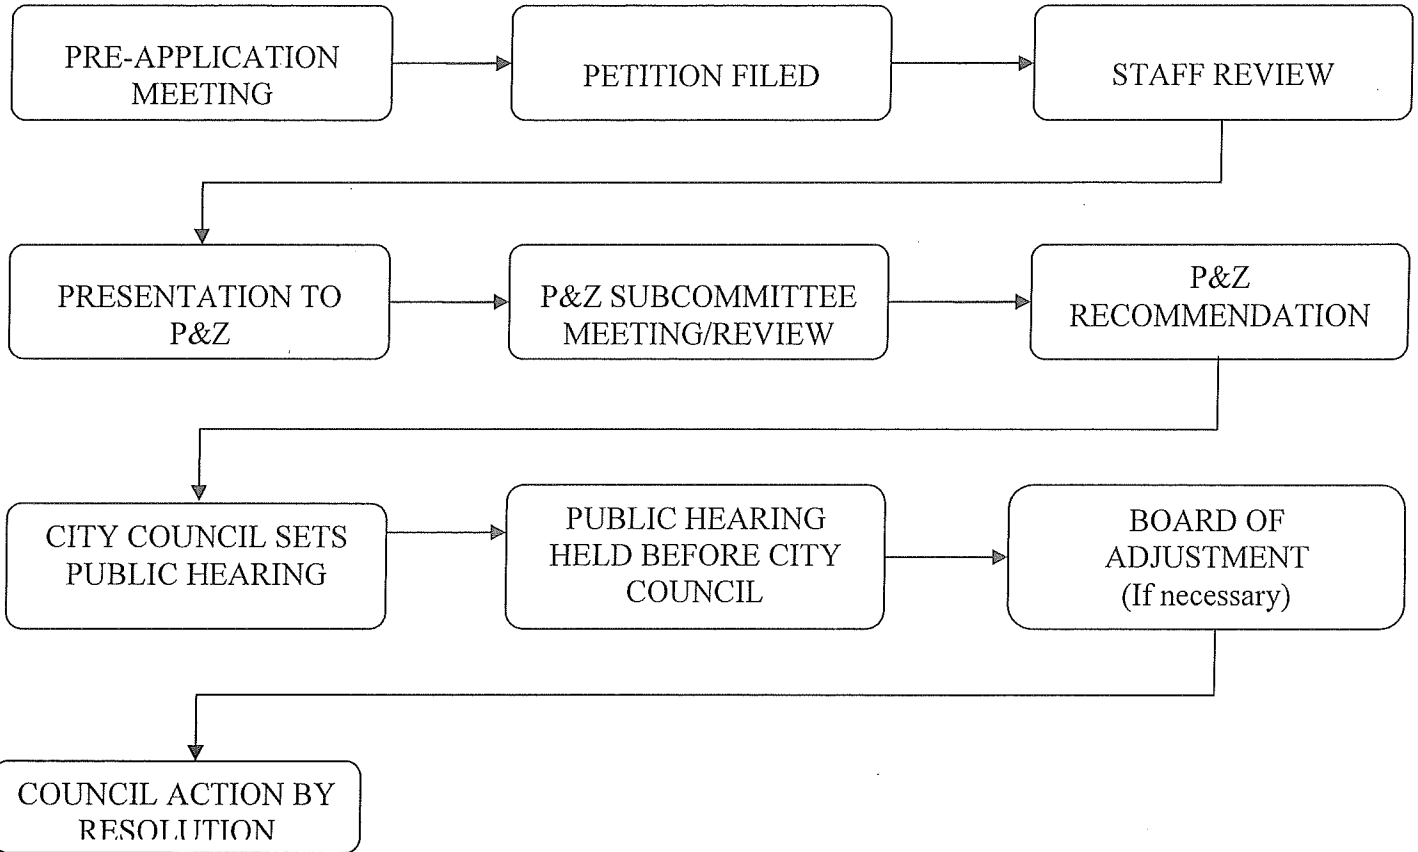 PRE-APPLICATION
MEETING
PETITION FILED
STAFF REVIEW
PRESENTATION TO
P&Z
P&Z SUBCOMMITTEE
MEETING/REVIEW
P&Z
RECOMMENDATION
CITY COUNCIL SETS
PUBLIC HEARING
PUBLIC HEARING
HELD BEFORE CITY
COUNCIL
BOARD OF
ADJUSTMENT
(If necessary)
COUNCIL ACTION BY
RESOLUTION